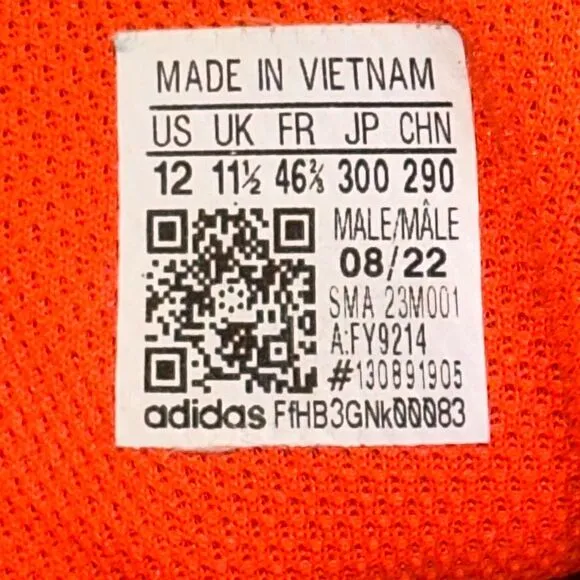 MADE IN VIETNAM
US UK FR JP CHN
12 11½ 46⅔ 300 290
MALE/MÂLE
08/22
SMA 23M001
A:FY9214
#130891905
adidas FfHB3GNk00083